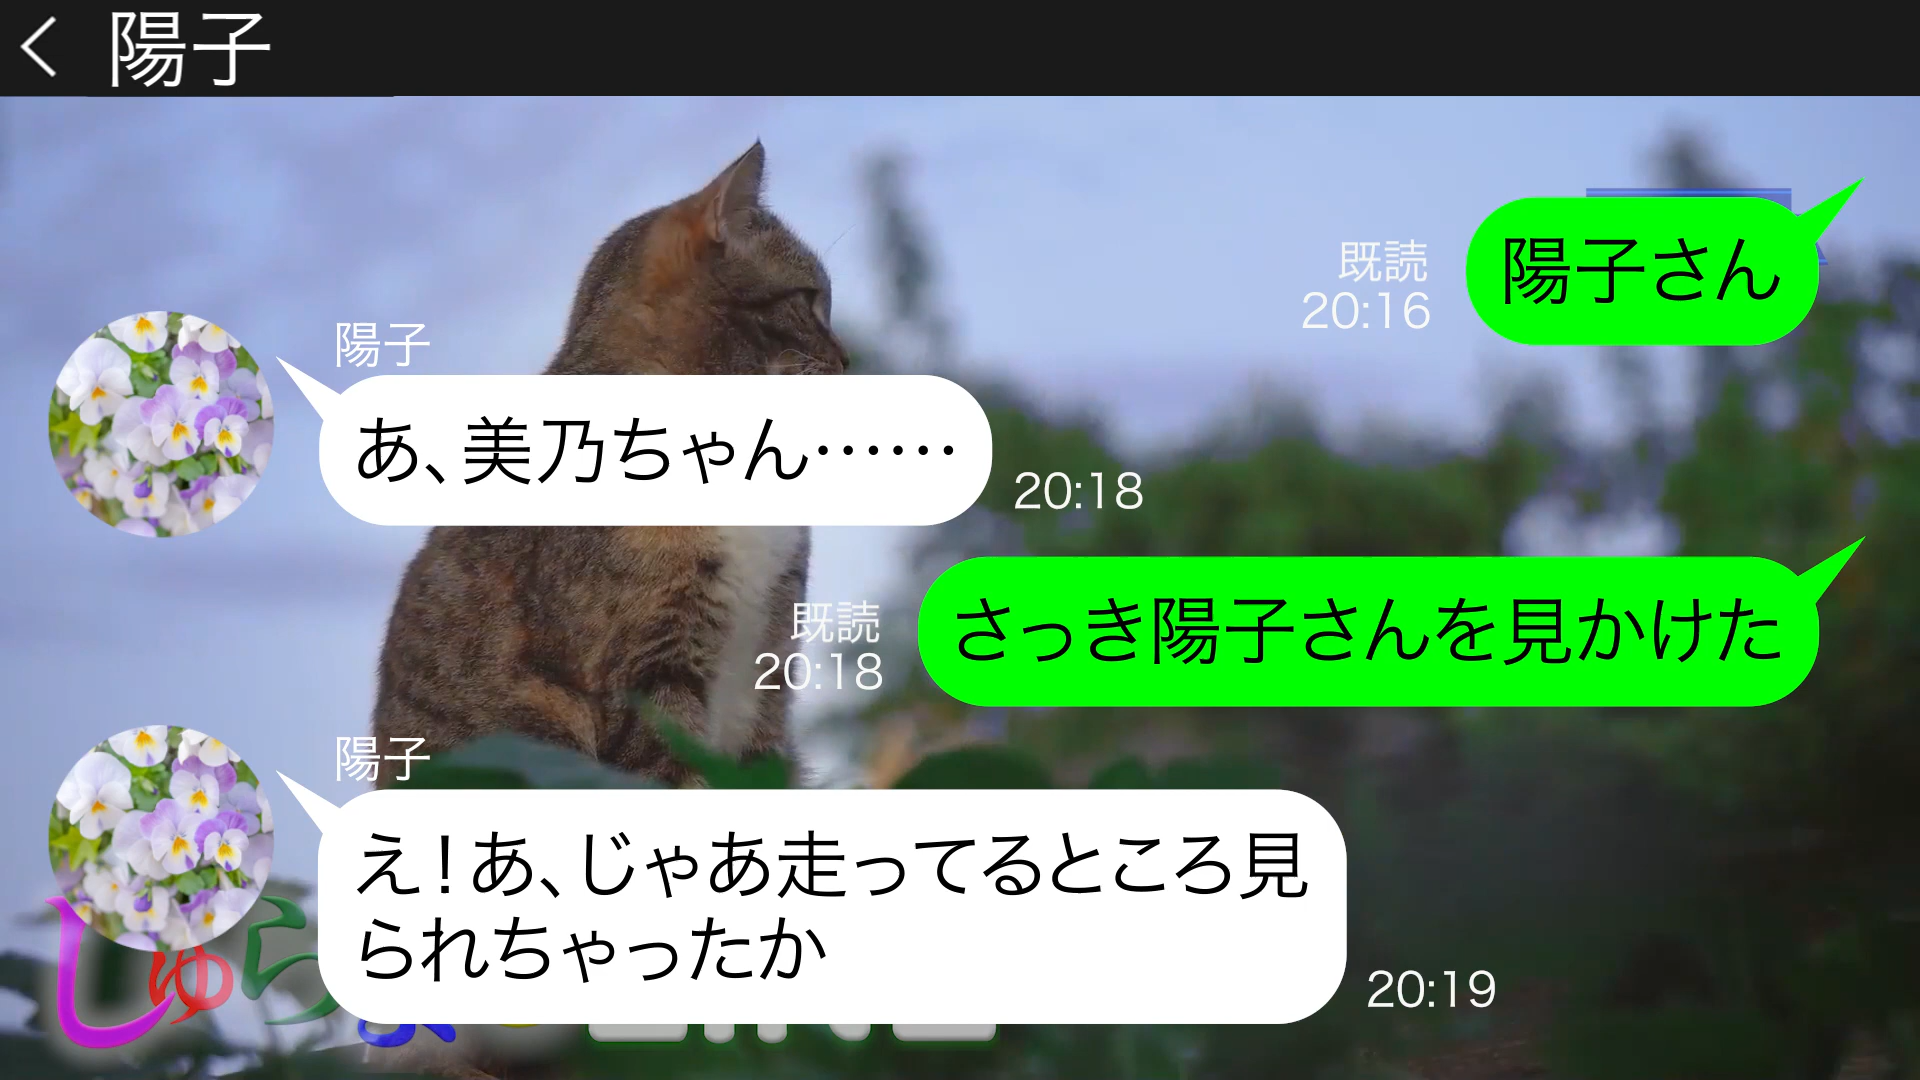 陽子
陽子さん
既読
20:16
陽子
あ、美乃ちゃん……
20:18
さっき陽子さんを見かけた
既読
20:18
陽子
え！あ、じゃあ走ってるところ見
られちゃったか
20:19
しゅら